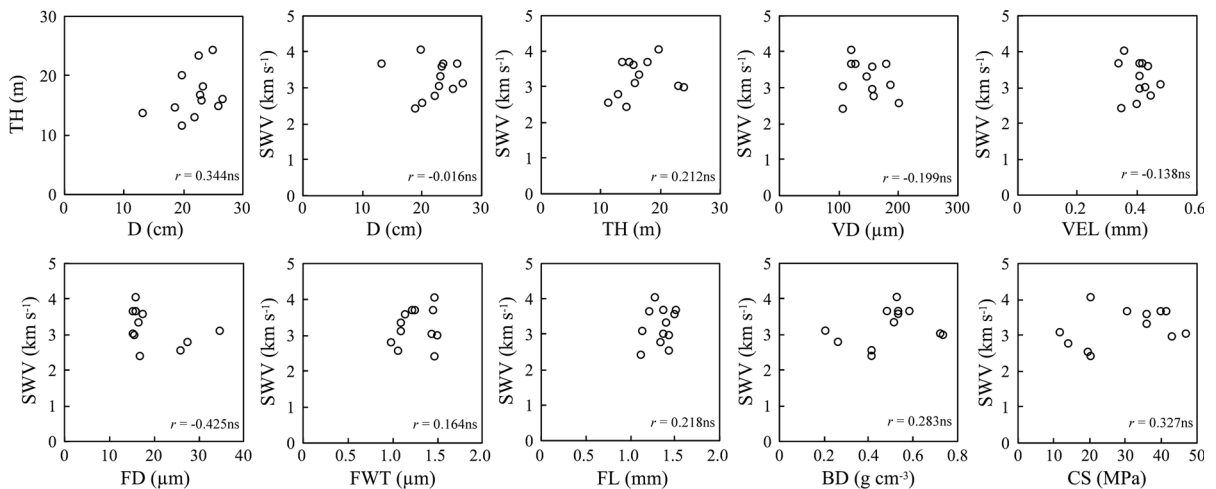 30
20
10
0
TH (m)
r = 0.344ns
0 10 20 30
D (cm)
5
4
3
2
1
0
SWV (km s⁻¹)
r = -0.016ns
0 10 20 30
D (cm)
5
4
3
2
1
0
SWV (km s⁻¹)
r = 0.212ns
0 10 20 30
TH (m)
5
4
3
2
1
0
SWV (km s⁻¹)
r = -0.199ns
0 100 200 300
VD (µm)
5
4
3
2
1
0
SWV (km s⁻¹)
r = -0.138ns
0 0.2 0.4 0.6
VEL (mm)
5
4
3
2
1
0
SWV (km s⁻¹)
r = -0.425ns
0 10 20 30 40
FD (µm)
5
4
3
2
1
0
SWV (km s⁻¹)
r = 0.164ns
0 0.5 1.0 1.5 2.0
FWT (µm)
5
4
3
2
1
0
SWV (km s⁻¹)
r = 0.218ns
0 0.5 1.0 1.5 2.0
FL (mm)
5
4
3
2
1
0
SWV (km s⁻¹)
r = 0.283ns
0 0.2 0.4 0.6 0.8
BD (g cm⁻³)
5
4
3
2
1
0
SWV (km s⁻¹)
r = 0.327ns
0 10 20 30 40 50
CS (MPa)